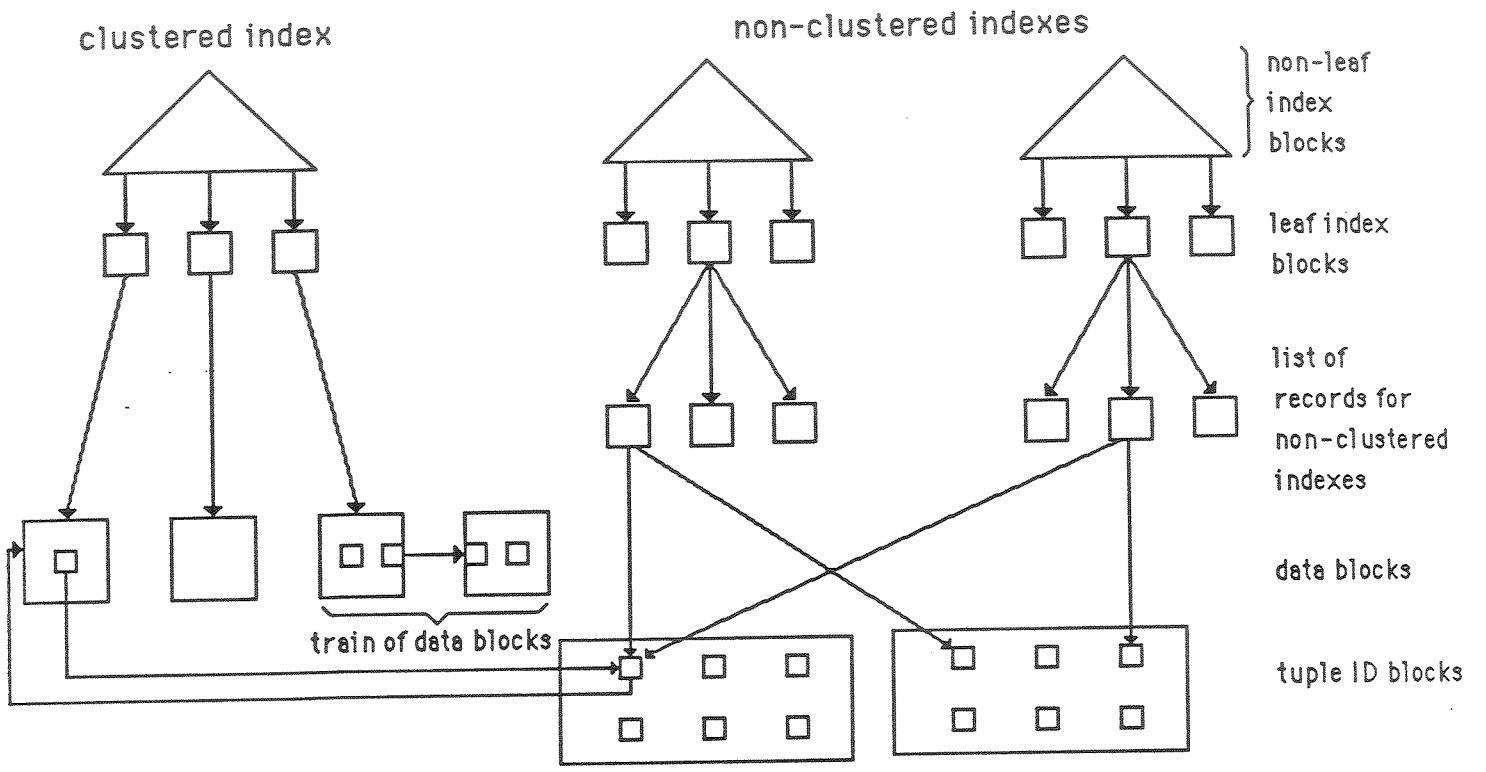 clustered index
non-clustered indexes
non-leaf
index
blocks
leaf index
blocks
list of
records for
non-clustered
indexes
data blocks
train of data blocks
tuple ID blocks